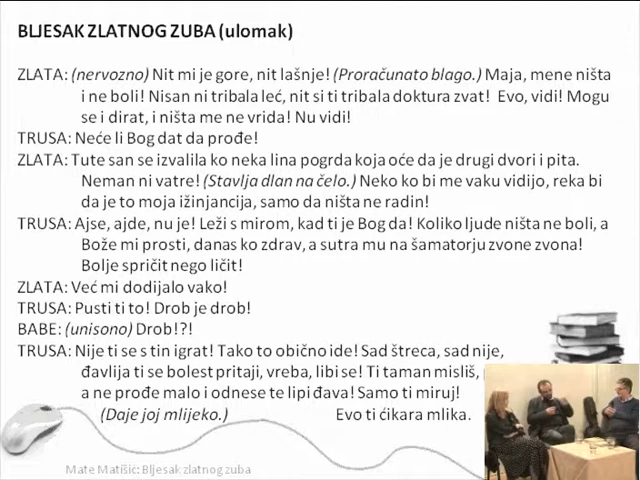 BLJESAK ZLATNOG ZUBA (ulomak)
ZLATA: (nervozno) Nit mi je gore, nit lašnje! (Proračunato blago.) Maja, mene ništa
i ne boli! Nisan ni tribala leć, nit si ti tribala doktura zvat! Evo, vidi! Mogu
se i dirat, i ništa me ne vrida! Nu vidi!
TRUSA: Neće li Bog dat da prođe!
ZLATA: Tute san se izvalila ko neka lina pogrda koja oće da je drugi dvori i pita.
Neman ni vatre! (Stavlja dlan na čelo.) Neko ko bi me vaku vidijo, reka bi
da je to moja ižinjancija, samo da ništa ne radin!
TRUSA: Ajse, ajde, nu je! Leži s mirom, kad ti je Bog da! Koliko ljude ništa ne boli, a
Bože mi prosti, danas ko zdrav, a sutra mu na šamatorju zvone zvona!
Bolje spričit nego ličit!
ZLATA: Već mi dodijalo vako!
TRUSA: Pusti ti to! Drob je drob!
BABE: (unisono) Drob!?!
TRUSA: Nije ti se s tin igrat! Tako to obično ide! Sad štreca, sad nije,
đavlija ti se bolest pritaji, vreba, libi se! Ti taman misliš,
a ne prođe malo i odnese te lipi đava! Samo ti miruj!
(Daje joj mlijeko.) Evo ti ćikara mlika.
Mate Matišić: Bljesak zlatnog zuba